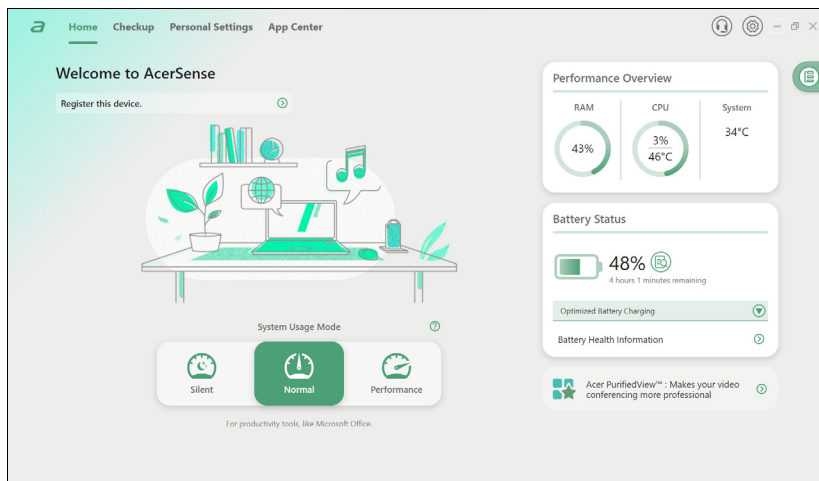 a
Home Checkup Personal Settings App Center
Welcome to AcerSense
Register this device.
System Usage Mode
Silent
Normal
Performance
For productivity tools, like Microsoft Office.
Performance Overview
RAM
CPU
System
43%
3%
46°C
34°C
Battery Status
48%
4 hours 1 minutes remaining
Optimized Battery Charging
Battery Health Information
Acer PurifiedView™ : Makes your video
conferencing more professional